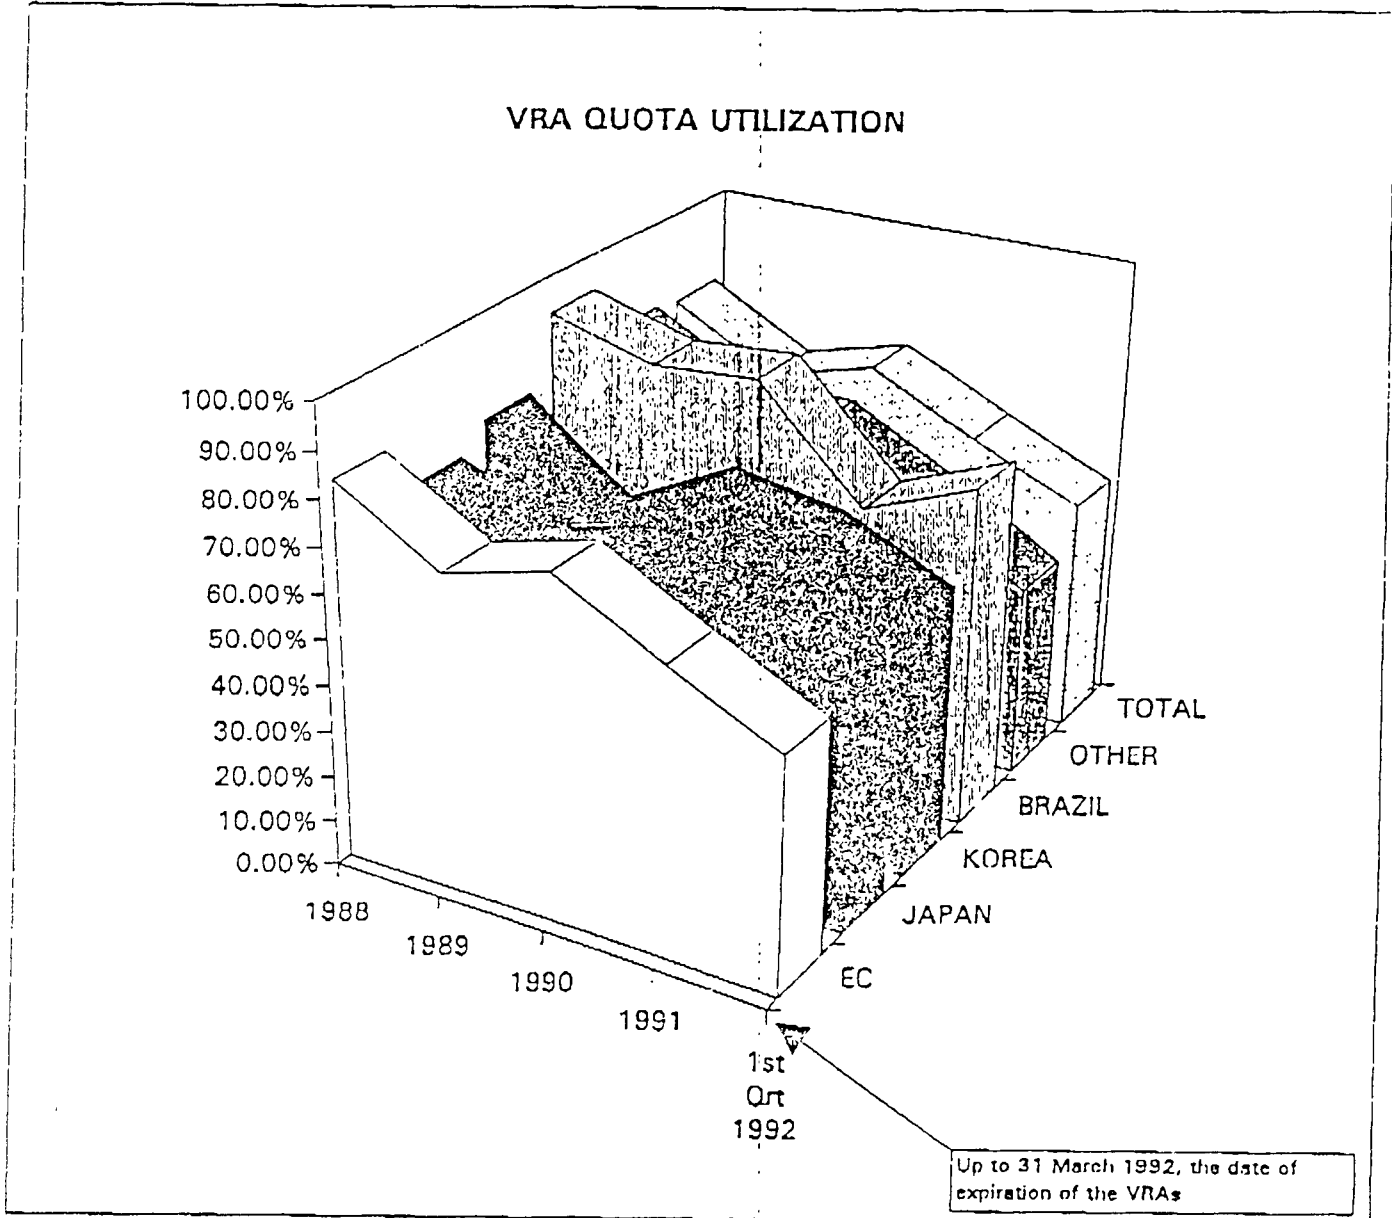 VRA QUOTA UTILIZATION
100.00%
90.00%
80.00%
70.00%
60.00%
50.00%
40.00%
30.00%
20.00%
10.00%
0.00%
1988
1989
1990
1991
1st
Qrt
1992
EC
JAPAN
KOREA
BRAZIL
OTHER
TOTAL
Up to 31 March 1992, the date of
expiration of the VRAs